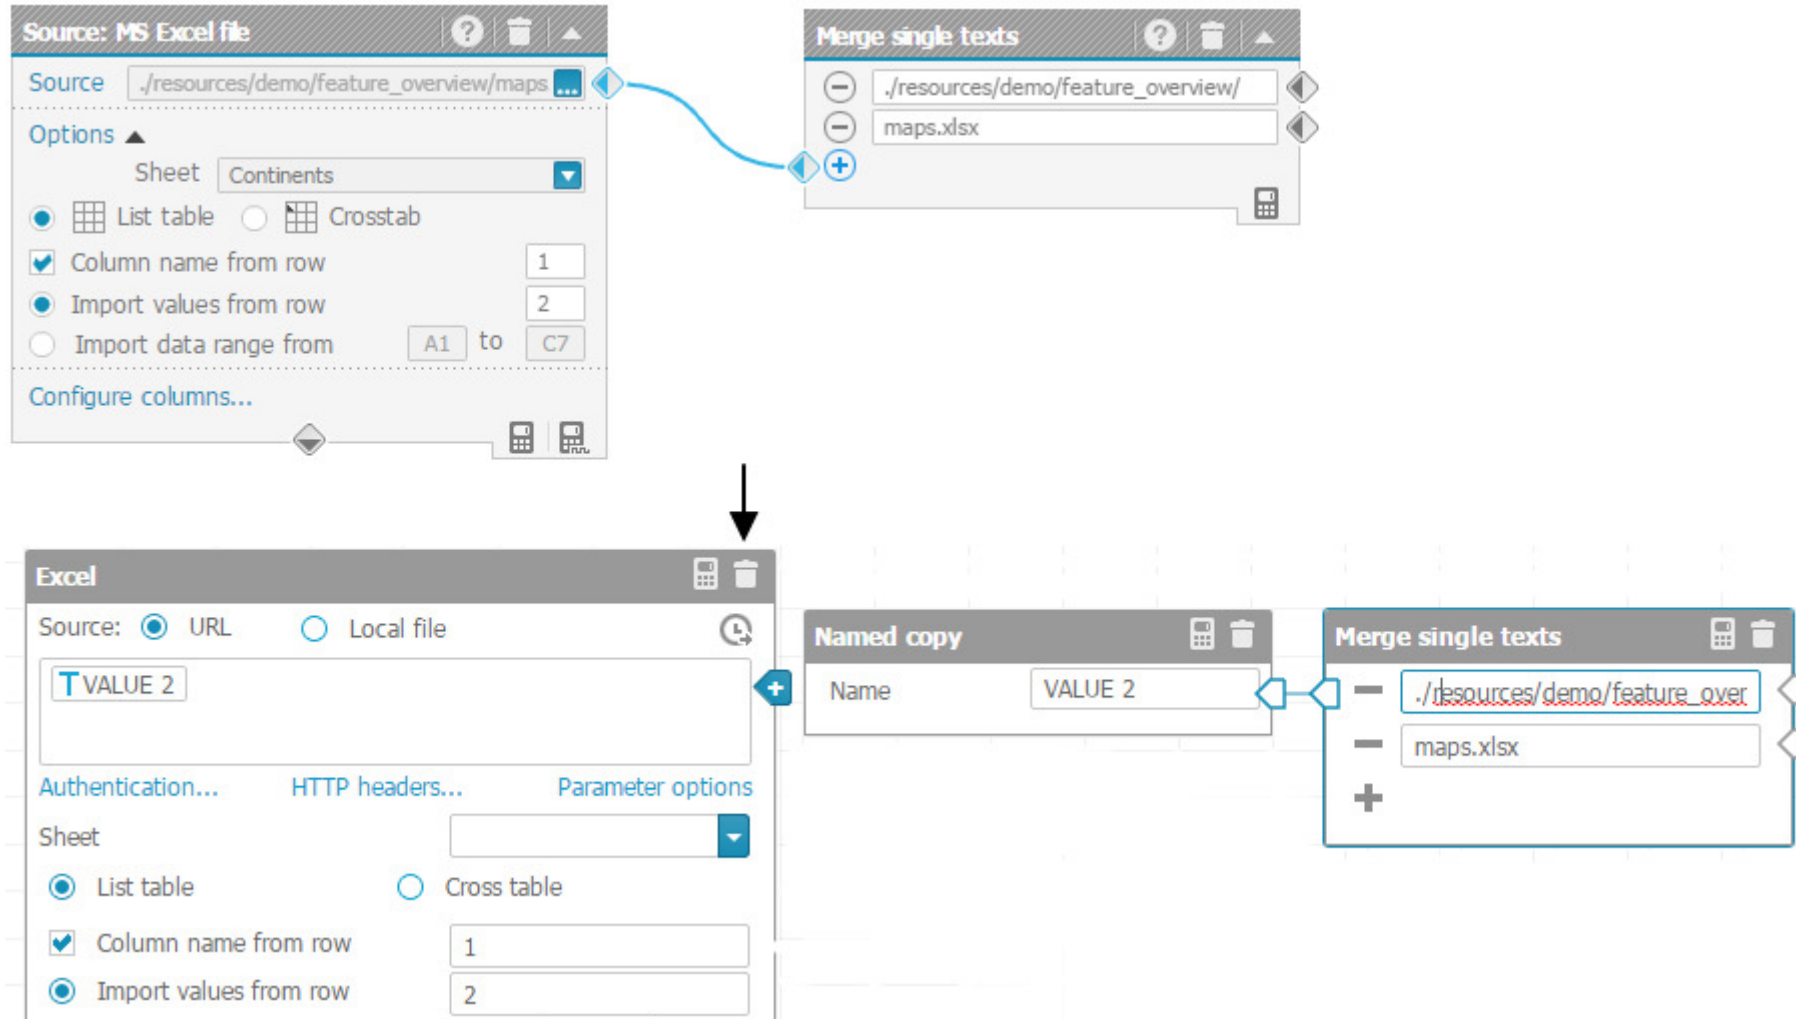 Source: MS Excel file
Source ./resources/demo/feature_overview/maps ...
Options
Sheet Continents
List table Crosstab
Column name from row 1
Import values from row 2
Import data range from A1 to C7
Configure columns...
Merge single texts
./resources/demo/feature_overview/
maps.xlsx
Excel
Source: URL Local file
T VALUE 2
Authentication... HTTP headers... Parameter options
Sheet
List table Cross table
Column name from row 1
Import values from row 2
Named copy
Name VALUE 2
Merge single texts
./resources/demo/feature_over
maps.xlsx